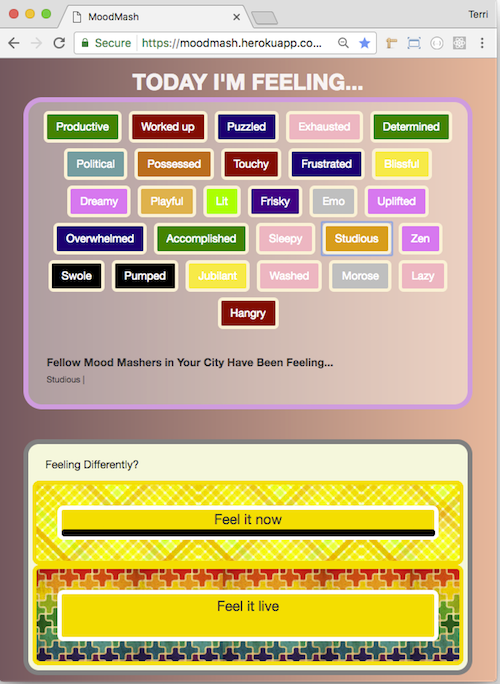 MoodMash
Terri
Secure https://moodmash.herokuapp.co...
TODAY I'M FEELING...
Productive Worked up Puzzled Exhausted Determined
Political Possessed Touchy Frustrated Blissful
Dreamy Playful Lit Frisky Emo Uplifted
Overwhelmed Accomplished Sleepy Studious Zen
Swole Pumped Jubilant Washed Morose Lazy
Hangry
Fellow Mood Mashers in Your City Have Been Feeling...
Studious |
Feeling Differently?
Feel it now
Feel it live